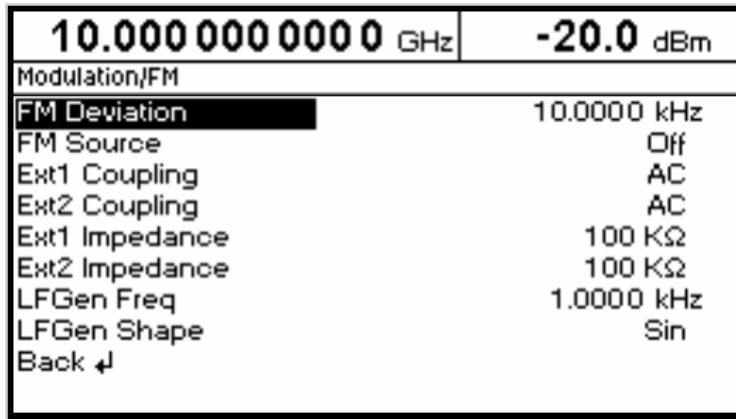 10.000 000 000 0 GHz -20.0 dBm
Modulation/FM
FM Deviation 10.0000 kHz
FM Source Off
Ext1 Coupling AC
Ext2 Coupling AC
Ext1 Impedance 100 KΩ
Ext2 Impedance 100 KΩ
LFGen Freq 1.0000 kHz
LFGen Shape Sin
Back ↲